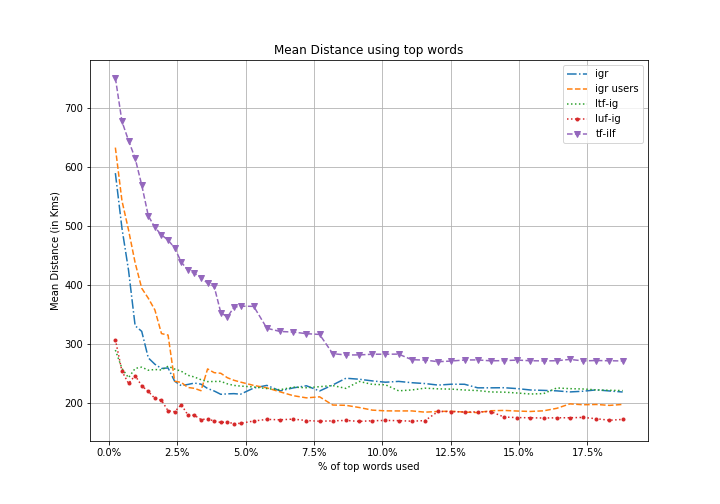 Mean Distance using top words
igr
igr users
ltf-ig
luf-ig
tf-ilf
Mean Distance (in Kms)
700
600
500
400
300
200
0.0%
2.5%
5.0%
7.5%
10.0%
12.5%
15.0%
17.5%
% of top words used